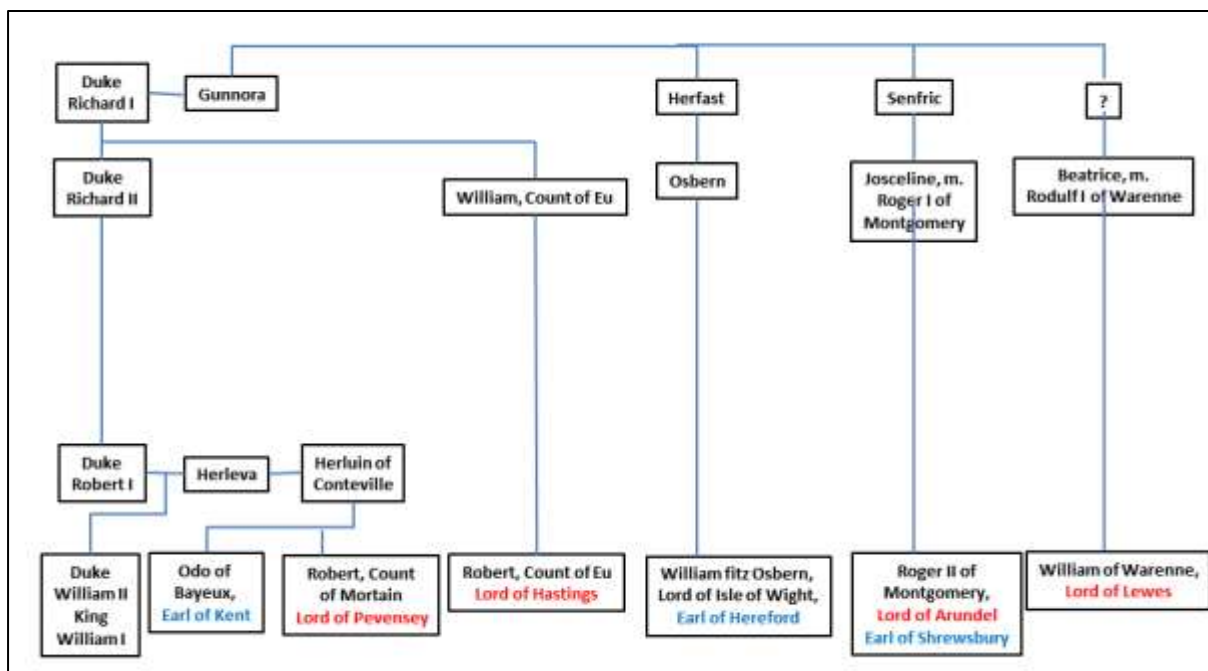 Duke
Richard I
Gunnora
Herfast
Senfric
?
Duke
Richard II
William, Count of Eu
Osbern
Josceline, m.
Roger I of
Montgomery
Beatrice, m.
Rodulf I of Warenne
Duke
Robert I
Herleva
Herluin of
Conteville
Duke
William II
King
William I
Odo of
Bayeux,
Earl of Kent
Robert, Count
of Mortain
Lord of Pevensey
Robert, Count of Eu
Lord of Hastings
William fitz Osbern,
Lord of Isle of Wight,
Earl of Hereford
Roger II of
Montgomery,
Lord of Arundel
Earl of Shrewsbury
William of Warenne,
Lord of Lewes